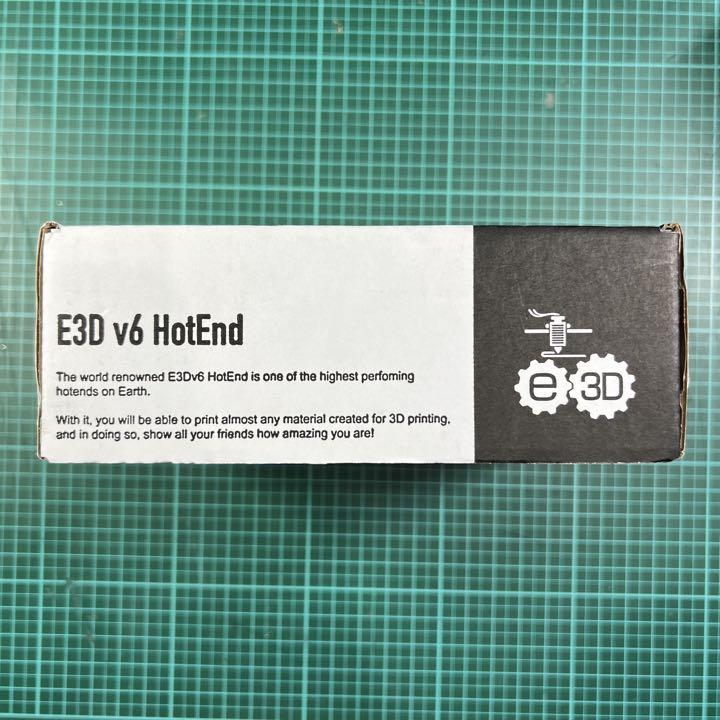 E3D v6 HotEnd
The world renowned E3Dv6 HotEnd is one of the highest perfoming
hotends on Earth.
With it, you will be able to print almost any material created for 3D printing,
and in doing so, show all your friends how amazing you are!
e 3D